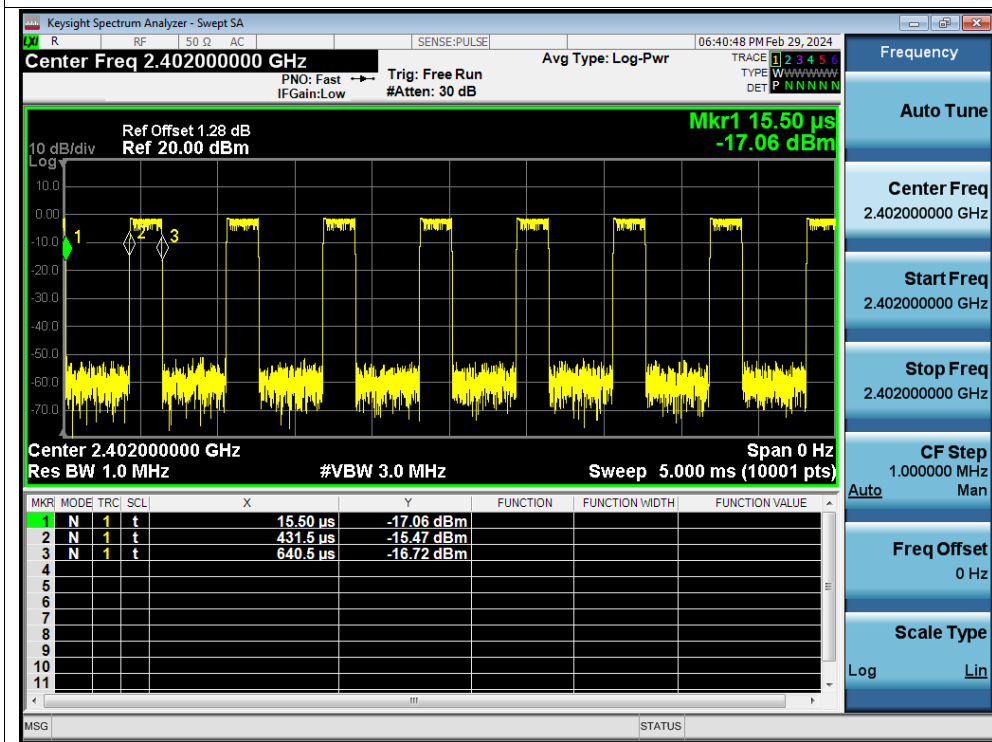 Keysight Spectrum Analyzer - Swept SA
LXI R RF 50 Ω AC SENSE:PULSE 06:40:48 PM Feb 29, 2024
Center Freq 2.402000000 GHz Avg Type: Log-Pwr TRACE 1 2 3 4 5 6
PNO: Fast Trig: Free Run TYPE W W W W W W
IFGain:Low #Atten: 30 dB DET P N N N N N
Mkr1 15.50 µs
-17.06 dBm
Ref Offset 1.28 dB
10 dB/div Ref 20.00 dBm
Log
10.0
0.00
-10.0
-20.0
-30.0
-40.0
-50.0
-60.0
-70.0
1 2 3
Center 2.402000000 GHz Span 0 Hz
Res BW 1.0 MHz #VBW 3.0 MHz Sweep 5.000 ms (10001 pts)
MKR MODE TRC SCL X Y FUNCTION FUNCTION WIDTH FUNCTION VALUE
1 N 1 t 15.50 µs -17.06 dBm
2 N 1 t 431.5 µs -15.47 dBm
3 N 1 t 640.5 µs -16.72 dBm
4
5
6
7
8
9
10
11
MSG STATUS
Frequency
Auto Tune
Center Freq
2.402000000 GHz
Start Freq
2.402000000 GHz
Stop Freq
2.402000000 GHz
CF Step
1.000000 MHz
Auto Man
Freq Offset
0 Hz
Scale Type
Log Lin